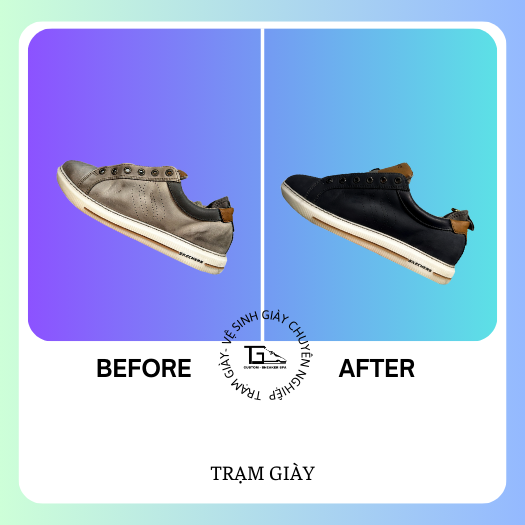 SKECHERS
SKECHERS
BEFORE
AFTER
TRẠM GIÀY - VỆ SINH GIÀY CHUYÊN NGHIỆP
TG
CUSTOM - SNEAKER SPA
TRẠM GIÀY